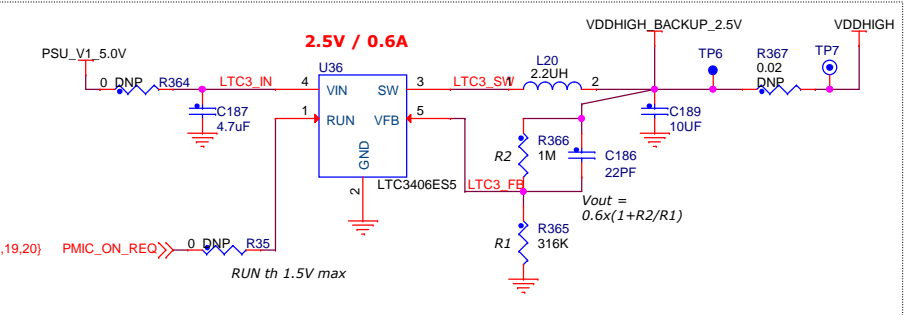 VDDHIGH_BACKUP_2.5V
VDDHIGH
2.5V / 0.6A
PSU_V1_5.0V
TP6
R367
0.02
DNP
TP7
U36
L20
2.2UH
0 DNP R364
LTC3_IN
4
VIN
SW
3
LTC3_SW
1
2
C187
4.7uF
1
RUN
VFB
5
C189
10UF
GND
2
LTC3406ES5
R2
R366
1M
C186
22PF
LTC3_FB
Vout =
0.6x(1+R2/R1)
R1
R365
316K
,19,20}
PMIC_ON_REQ
0 DNP R35
RUN th 1.5V max